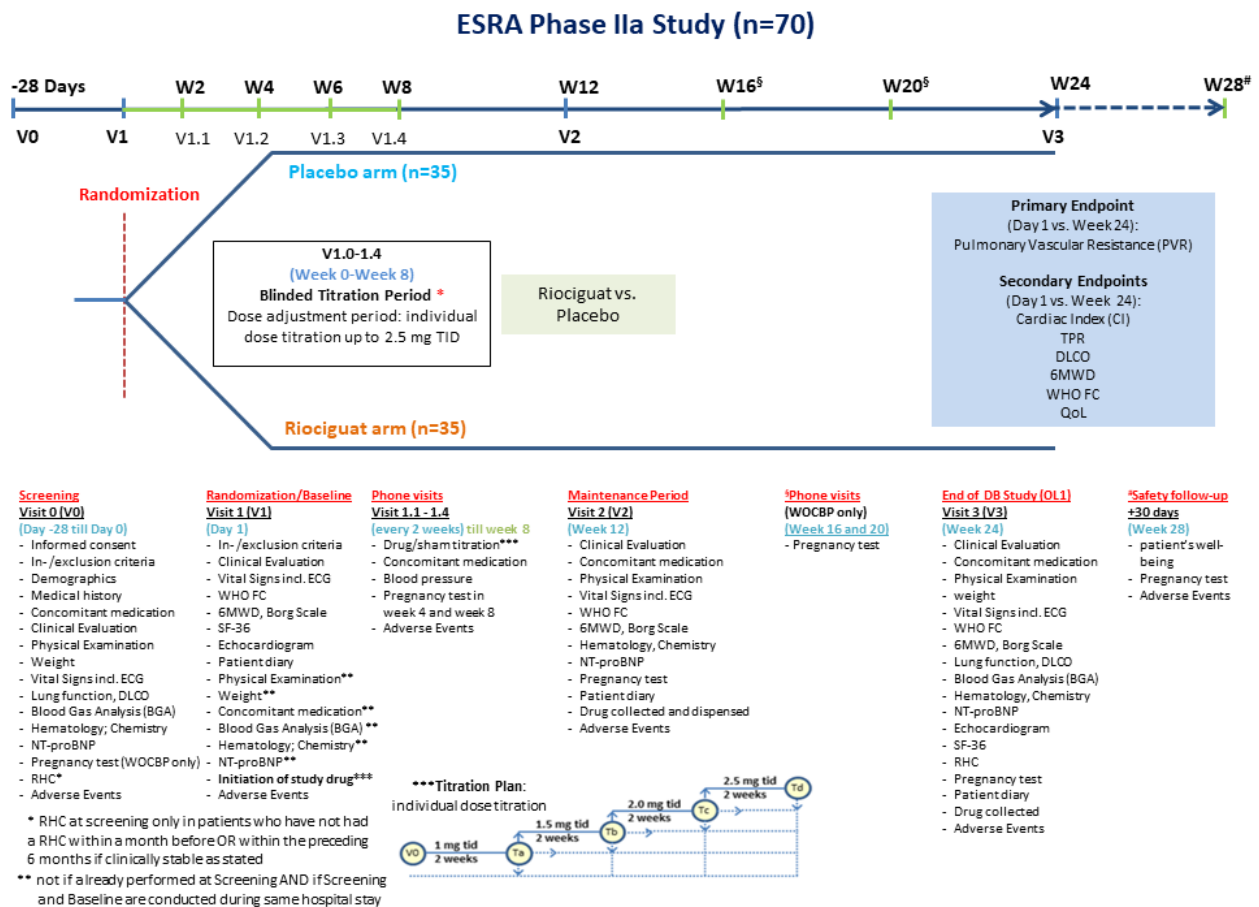 ESRA Phase IIa Study (n=70)
-28 Days W2 W4 W6 W8 W12 W16§ W20§ W24 W28#
V0 V1 V1.1 V1.2 V1.3 V1.4 V2 V3
Placebo arm (n=35)
Randomization
V1.0-1.4
(Week 0-Week 8)
Blinded Titration Period *
Dose adjustment period: individual
dose titration up to 2.5 mg TID
Riociguat vs.
Placebo
Primary Endpoint
(Day 1 vs. Week 24):
Pulmonary Vascular Resistance (PVR)
Secondary Endpoints
(Day 1 vs. Week 24):
Cardiac Index (CI)
TPR
DLCO
6MWD
WHO FC
QoL
Riociguat arm (n=35)
Screening
Visit 0 (V0)
(Day -28 till Day 0)
- Informed consent
- In-/exclusion criteria
- Demographics
- Medical history
- Concomitant medication
- Clinical Evaluation
- Physical Examination
- Weight
- Vital Signs incl. ECG
- Lung function, DLCO
- Blood Gas Analysis (BGA)
- Hematology; Chemistry
- NT-proBNP
- Pregnancy test (WOCBP only)
- RHC*
- Adverse Events
Randomization/Baseline
Visit 1 (V1)
(Day 1)
- In-/exclusion criteria
- Clinical Evaluation
- Vital Signs incl. ECG
- WHO FC
- 6MWD, Borg Scale
- SF-36
- Echocardiogram
- Patient diary
- Physical Examination**
- Weight**
- Concomitant medication**
- Blood Gas Analysis (BGA) **
- Hematology; Chemistry**
- NT-proBNP**
- Initiation of study drug***
- Adverse Events
Phone visits
Visit 1.1 - 1.4
(every 2 weeks) till week 8
- Drug/sham titration***
- Concomitant medication
- Blood pressure
- Pregnancy test in
week 4 and week 8
- Adverse Events
Maintenance Period
Visit 2 (V2)
(Week 12)
- Clinical Evaluation
- Concomitant medication
- Physical Examination
- Vital Signs incl. ECG
- WHO FC
- 6MWD, Borg Scale
- Hematology, Chemistry
- NT-proBNP
- Pregnancy test
- Patient diary
- Drug collected and dispensed
- Adverse Events
§Phone visits
(WOCBP only)
(Week 16 and 20)
- Pregnancy test
End of DB Study (OL1)
Visit 3 (V3)
(Week 24)
- Clinical Evaluation
- Concomitant medication
- Physical Examination
- weight
- Vital Signs incl. ECG
- WHO FC
- 6MWD, Borg Scale
- Lung function, DLCO
- Blood Gas Analysis (BGA)
- Hematology, Chemistry
- NT-proBNP
- Echocardiogram
- SF-36
- RHC
- Pregnancy test
- Patient diary
- Drug collected
- Adverse Events
#Safety follow-up
+30 days
(Week 28)
- patient's well-
being
- Pregnancy test
- Adverse Events
* RHC at screening only in patients who have not had
a RHC within a month before OR within the preceding
6 months if clinically stable as stated
** not if already performed at Screening AND if Screening
and Baseline are conducted during same hospital stay
***Titration Plan:
individual dose titration
V0 1 mg tid 2 weeks
Ta 1.5 mg tid 2 weeks
Tb 2.0 mg tid 2 weeks
Tc 2.5 mg tid 2 weeks
Td